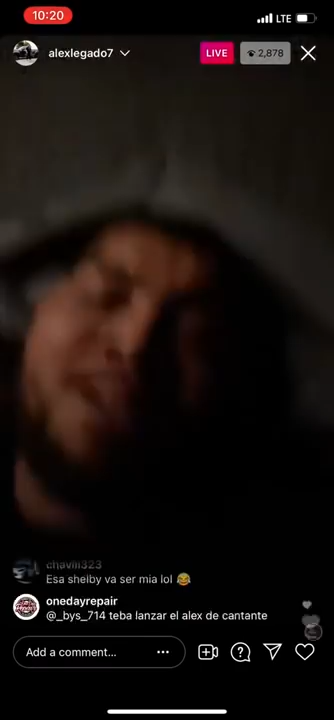 10:20
LTE
alexlegado7
LIVE
2,878
chavill323
Esa shelby va ser mia lol
onedayrepair
@_bys_714 teba lanzar el alex de cantante
Add a comment...